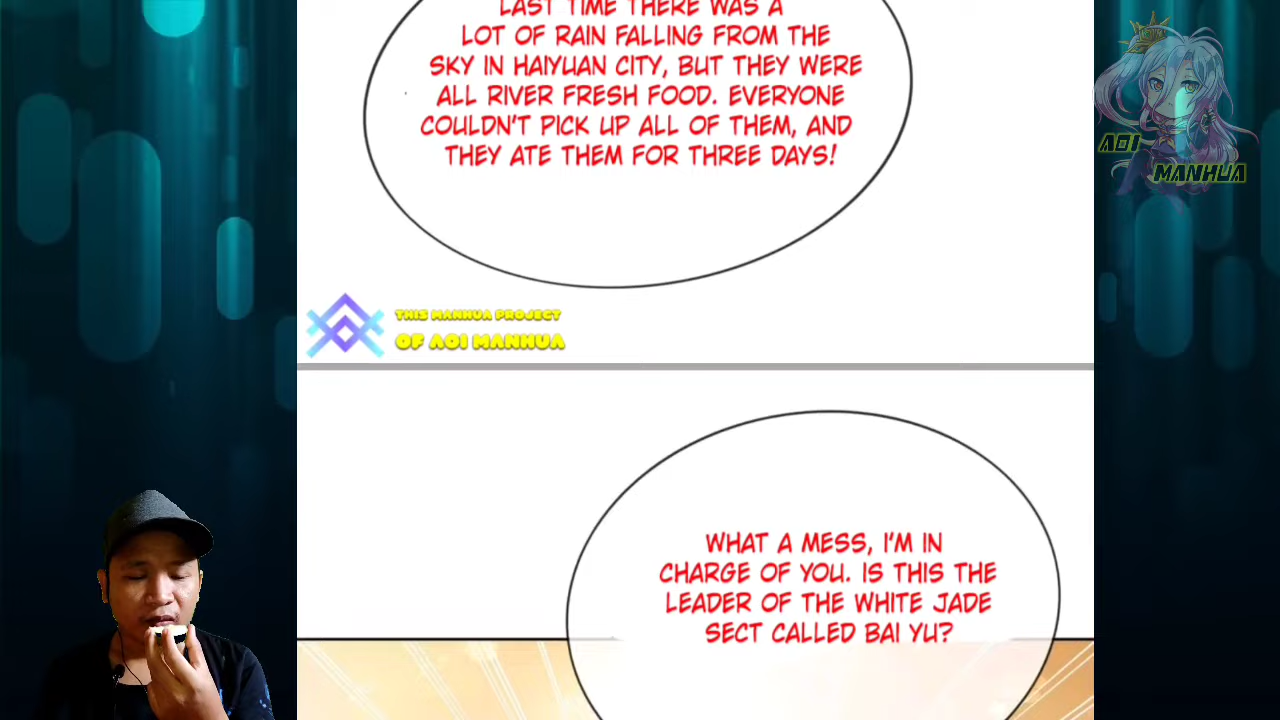 LAST TIME THERE WAS A
LOT OF RAIN FALLING FROM THE
SKY IN HAIYUAN CITY, BUT THEY WERE
ALL RIVER FRESH FOOD. EVERYONE
COULDN'T PICK UP ALL OF THEM, AND
THEY ATE THEM FOR THREE DAYS!
AOI
MANHUA
THIS MANHUA PROJECT
OF AOI MANHUA
WHAT A MESS, I'M IN
CHARGE OF YOU. IS THIS THE
LEADER OF THE WHITE JADE
SECT CALLED BAI YU?